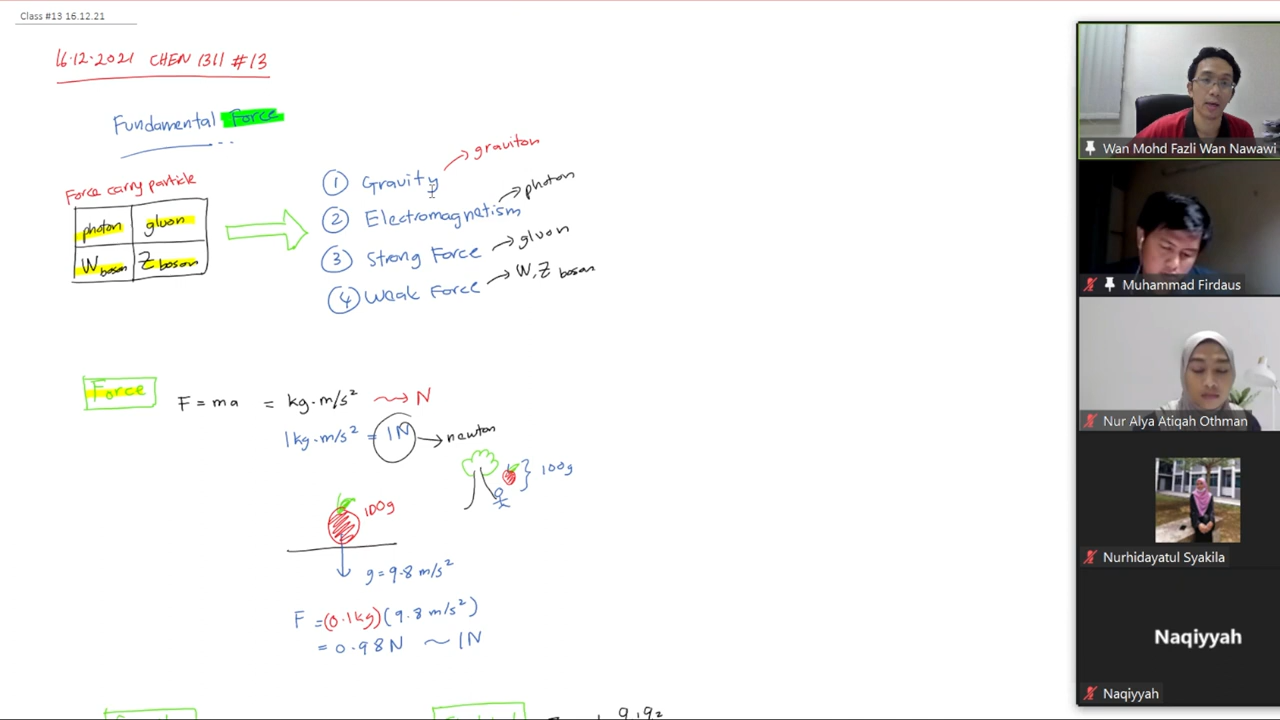 Class #13 16.12.21
16.12.2021 CHEN 1311 #13
Fundamental Force
Force carry particle
photon gluon
W boson Z boson
① Gravity → graviton
② Electromagnetism → photon
③ Strong Force → gluon
④ Weak Force → W, Z boson
Force
F = ma = kg·m/s² → N
1kg·m/s² = 1N → newton
100g
100g
g = 9.8 m/s²
F = (0.1kg)(9.8 m/s²)
= 0.98N ~ 1N
q₁q₂
Wan Mohd Fazli Wan Nawawi
Muhammad Firdaus
Nur Alya Atiqah Othman
Nurhidayatul Syakila
Naqiyyah
Naqiyyah